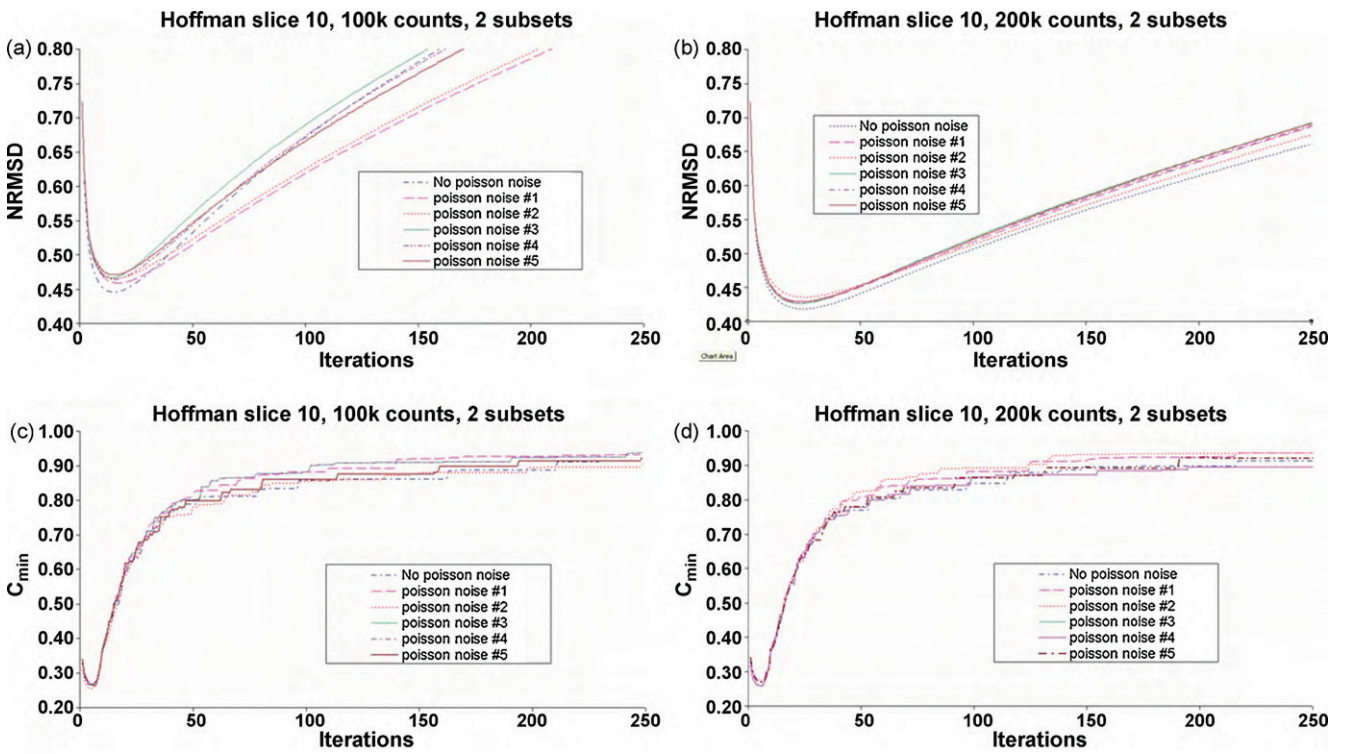 Hoffman slice 10, 100k counts, 2 subsets
(a)
0.80
0.70
0.60
0.50
0.40
NRMSD
No poisson noise
poisson noise #1
poisson noise #2
poisson noise #3
poisson noise #4
poisson noise #5
0 50 100 150 200 250
Iterations
Hoffman slice 10, 200k counts, 2 subsets
(b)
0.80
0.70
0.65
0.60
0.55
0.50
0.45
0.40
NRMSD
No poisson noise
poisson noise #1
poisson noise #2
poisson noise #3
poisson noise #4
poisson noise #5
0 50 100 150 200 250
Chart Area
Iterations
Hoffman slice 10, 100k counts, 2 subsets
(c)
1.00
0.90
0.80
0.70
0.60
0.50
0.40
0.30
0.20
Cmin
No poisson noise
poisson noise #1
poisson noise #2
poisson noise #3
poisson noise #4
poisson noise #5
0 50 100 150 200 250
Iterations
Hoffman slice 10, 200k counts, 2 subsets
(d)
1.00
0.90
0.80
0.70
0.60
0.50
0.40
0.30
0.20
Cmin
No poisson noise
poisson noise #1
poisson noise #2
poisson noise #3
poisson noise #4
poisson noise #5
0 50 100 150 200 250
Iterations